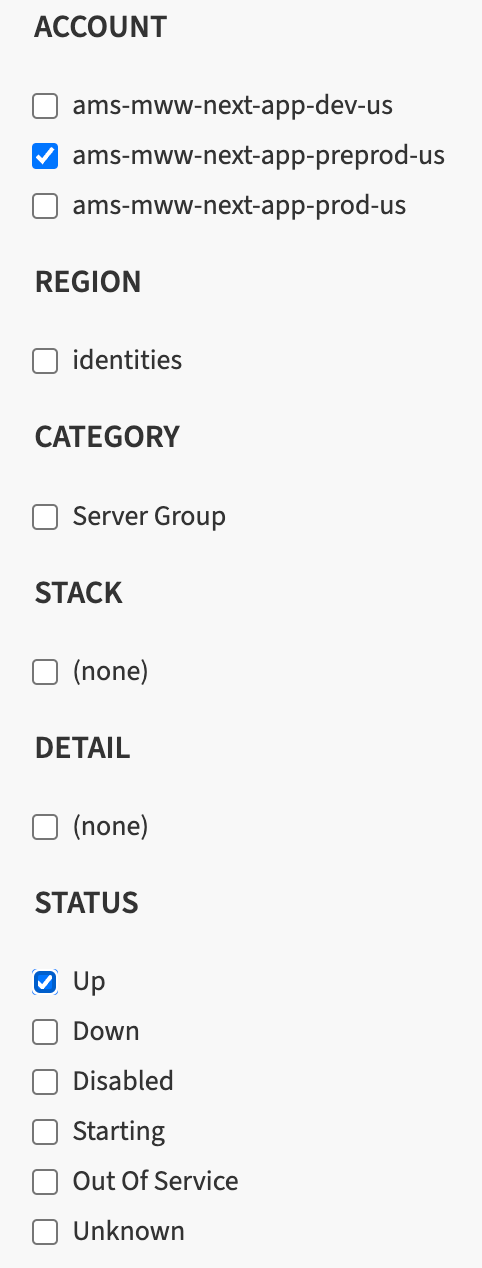 ACCOUNT
ams-mww-next-app-dev-us
ams-mww-next-app-preprod-us
ams-mww-next-app-prod-us
REGION
identities
CATEGORY
Server Group
STACK
(none)
DETAIL
(none)
STATUS
Up
Down
Disabled
Starting
Out Of Service
Unknown